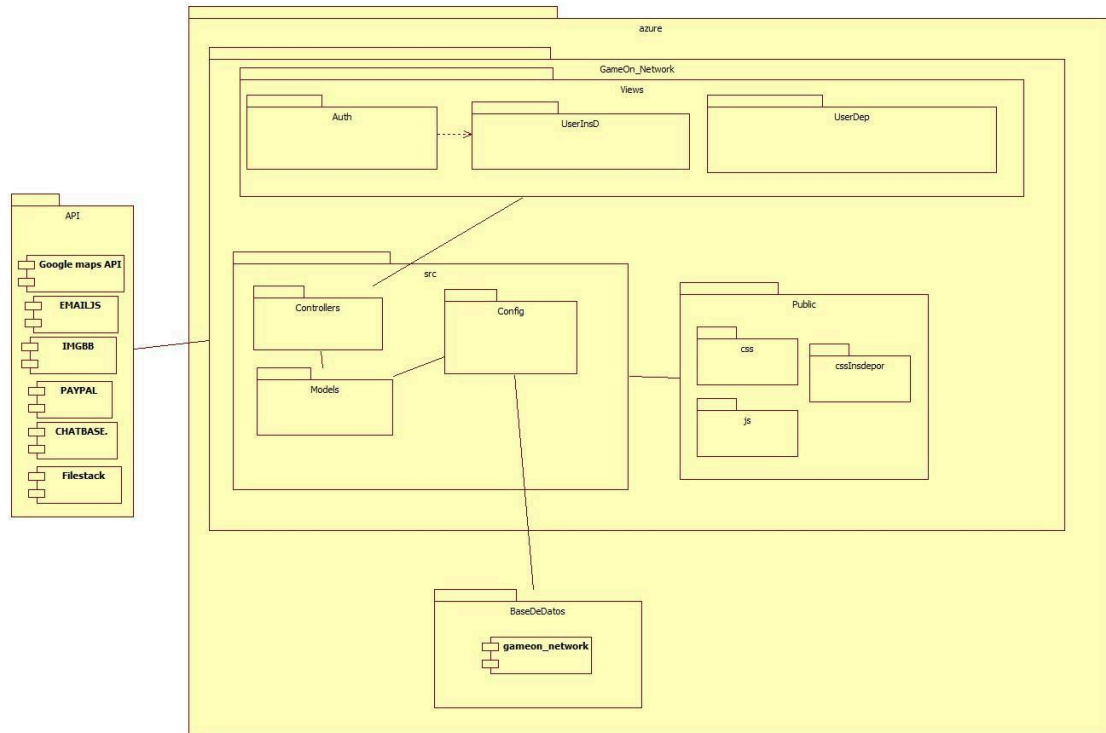 azure
GameOn_Network
Views
Auth
UserInsD
UserDep
API
Google maps API
EMAILJS
IMGBB
PAYPAL
CHATBASE.
Filestack
src
Controllers
Config
Models
Public
css
cssInsdepor
js
BaseDeDatos
gameon_network